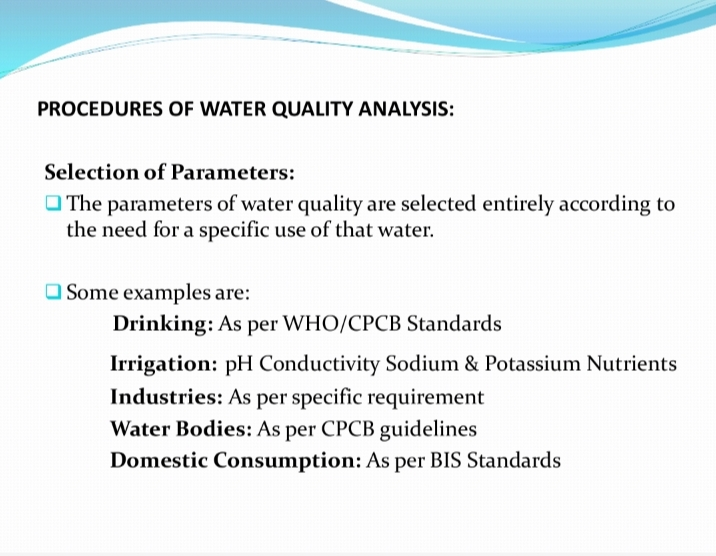 PROCEDURES OF WATER QUALITY ANALYSIS:
Selection of Parameters:
The parameters of water quality are selected entirely according to
the need for a specific use of that water.
Some examples are:
Drinking: As per WHO/CPCB Standards
Irrigation: pH Conductivity Sodium & Potassium Nutrients
Industries: As per specific requirement
Water Bodies: As per CPCB guidelines
Domestic Consumption: As per BIS Standards